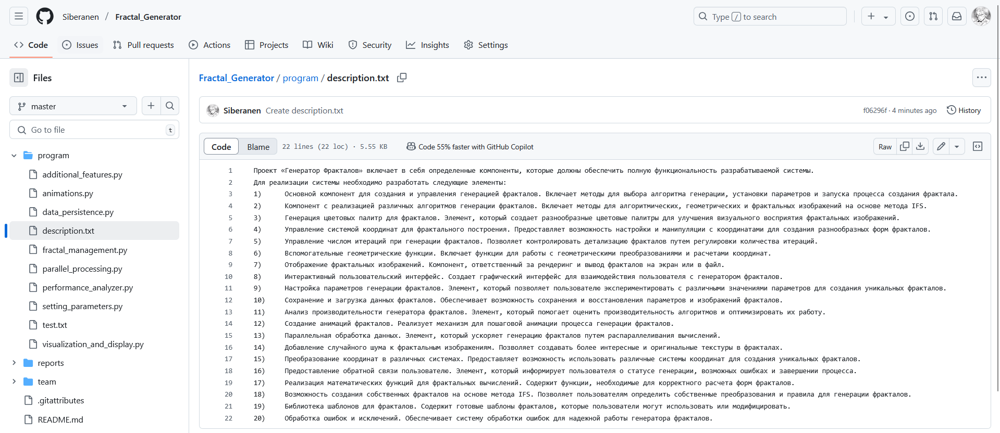 Siberanen / Fractal_Generator
Type / to search
Code
Issues
Pull requests
Actions
Projects
Wiki
Security
Insights
Settings
Files
master
Go to file
t
program
additional_features.py
animations.py
data_persistence.py
description.txt
fractal_management.py
parallel_processing.py
performance_analyzer.py
setting_parameters.py
test.txt
visualization_and_display.py
reports
team
.gitattributes
README.md
Fractal_Generator / program / description.txt
Siberanen Create description.txt
f06296f · 4 minutes ago
History
Code
Blame
22 lines (22 loc) · 5.55 KB
Code 55% faster with GitHub Copilot
Raw
1 Проект «Генератор Фракталов» включает в себя определенные компоненты, которые должны обеспечить полную функциональность разрабатываемой системы.
2 Для реализации системы необходимо разработать следующие элементы:
3 1) Основной компонент для создания и управления генерацией фракталов. Включает методы для выбора алгоритма генерации, установки параметров и запуска процесса создания фрактала.
4 2) Компонент с реализацией различных алгоритмов генерации фракталов. Включает методы для алгоритмических, геометрических и фрактальных изображений на основе метода IFS.
5 3) Генерация цветовых палитр для фракталов. Элемент, который создает разнообразные цветовые палитры для улучшения визуального восприятия фрактальных изображений.
6 4) Управление системой координат для фрактального построения. Предоставляет возможность настройки и манипуляции с координатами для создания разнообразных форм фракталов.
7 5) Управление числом итераций при генерации фракталов. Позволяет контролировать детализацию фракталов путем регулировки количества итераций.
8 6) Вспомогательные геометрические функции. Включает функции для работы с геометрическими преобразованиями и расчетами координат.
9 7) Отображение фрактальных изображений. Компонент, ответственный за рендеринг и вывод фракталов на экран или в файл.
10 8) Интерактивный пользовательский интерфейс. Создает графический интерфейс для взаимодействия пользователя с генератором фракталов.
11 9) Настройка параметров генерации фракталов. Элемент, который позволяет пользователю экспериментировать с различными значениями параметров для создания уникальных фракталов.
12 10) Сохранение и загрузка данных фракталов. Обеспечивает возможность сохранения и восстановления параметров и изображений фракталов.
13 11) Анализ производительности генератора фракталов. Элемент, который помогает оценить производительность алгоритмов и оптимизировать их работу.
14 12) Создание анимаций фракталов. Реализует механизм для пошаговой анимации процесса генерации фракталов.
15 13) Параллельная обработка данных. Элемент, который ускоряет генерацию фракталов путем распараллеливания вычислений.
16 14) Добавление случайного шума к фрактальным изображениям. Позволяет создавать более интересные и оригинальные текстуры в фракталах.
17 15) Преобразование координат в различных системах. Предоставляет возможность использовать различные системы координат для создания уникальных фракталов.
18 16) Предоставление обратной связи пользователю. Элемент, который информирует пользователя о статусе генерации, возможных ошибках и завершении процесса.
19 17) Реализация математических функций для фрактальных вычислений. Содержит функции, необходимые для корректного расчета форм фракталов.
20 18) Возможность создания собственных фракталов на основе метода IFS. Позволяет пользователям определить собственные преобразования и правила для генерации фракталов.
21 19) Библиотека шаблонов для фракталов. Содержит готовые шаблоны фракталов, которые пользователи могут использовать или модифицировать.
22 20) Обработка ошибок и исключений. Обеспечивает систему обработки ошибок для надежной работы генератора фракталов.